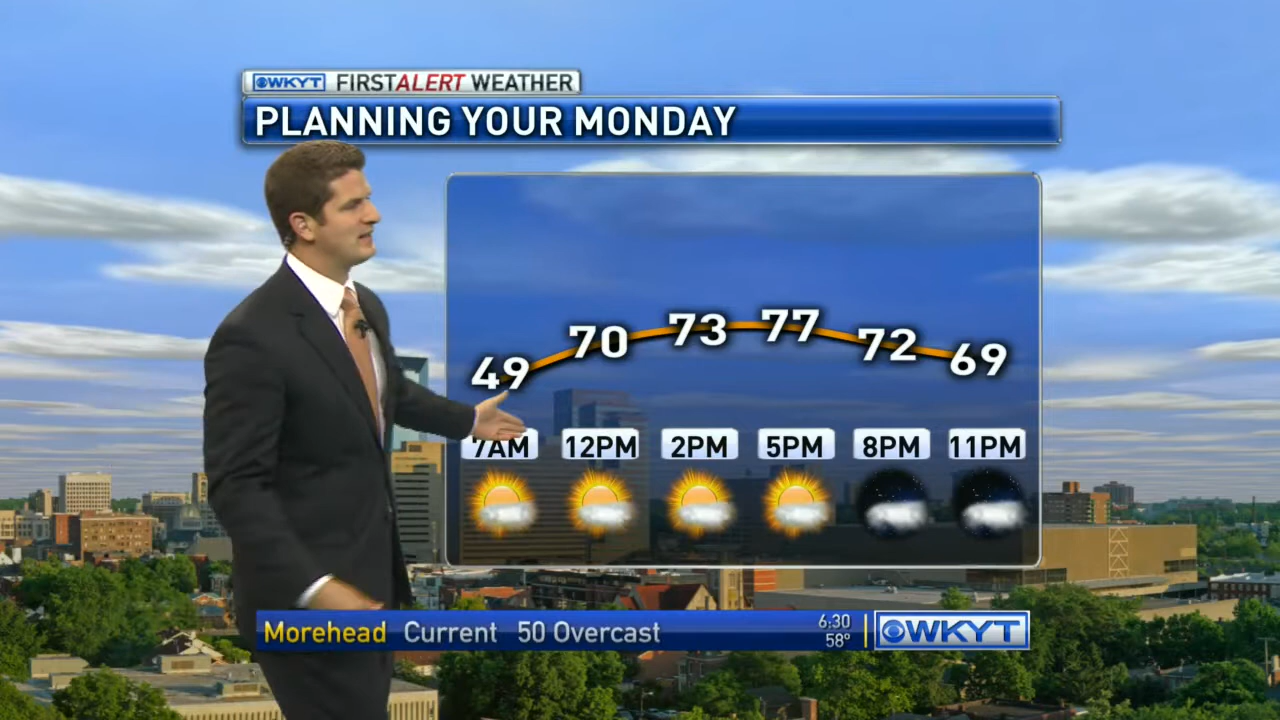 WKYT FIRSTALERT WEATHER
PLANNING YOUR MONDAY
49 70 73 77 72 69
7AM 12PM 2PM 5PM 8PM 11PM
Morehead Current 50 Overcast 6:30 58° WKYT